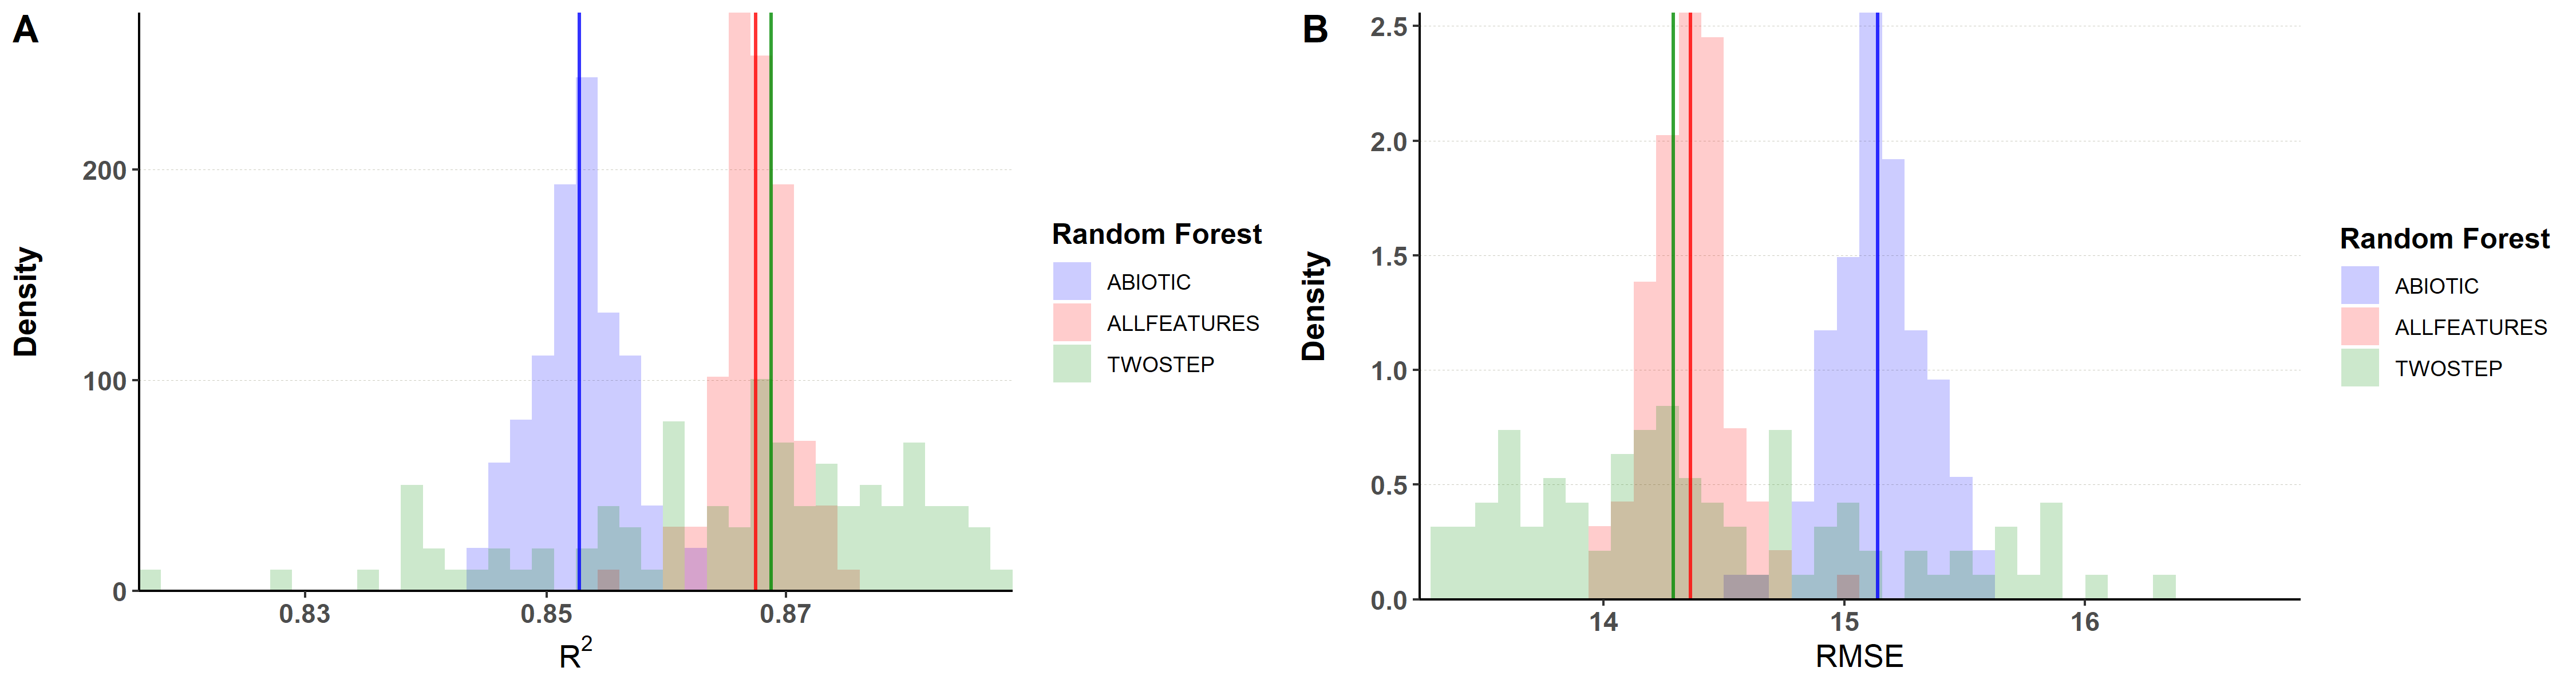 A
Density
200
100
0
0.83
0.85
0.87
R²
Random Forest
ABIOTIC
ALLFEATURES
TWOSTEP
B
Density
2.5
2.0
1.5
1.0
0.5
0.0
14
15
16
RMSE
Random Forest
ABIOTIC
ALLFEATURES
TWOSTEP